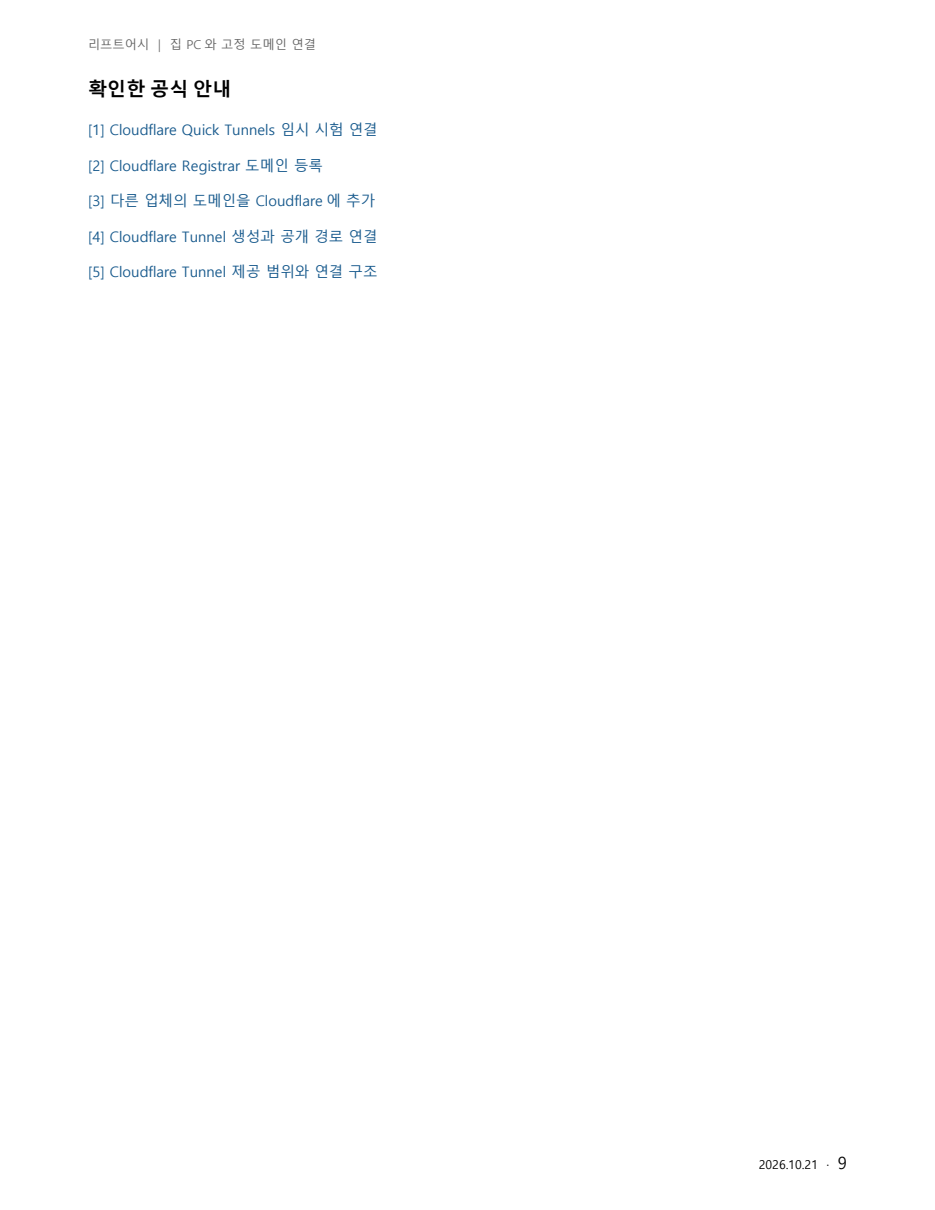 리프트어시 | 집 PC와 고정 도메인 연결
확인한 공식 안내
[1] Cloudflare Quick Tunnels 임시 시험 연결
[2] Cloudflare Registrar 도메인 등록
[3] 다른 업체의 도메인을 Cloudflare에 추가
[4] Cloudflare Tunnel 생성과 공개 경로 연결
[5] Cloudflare Tunnel 제공 범위와 연결 구조
2026.10.21 · 9